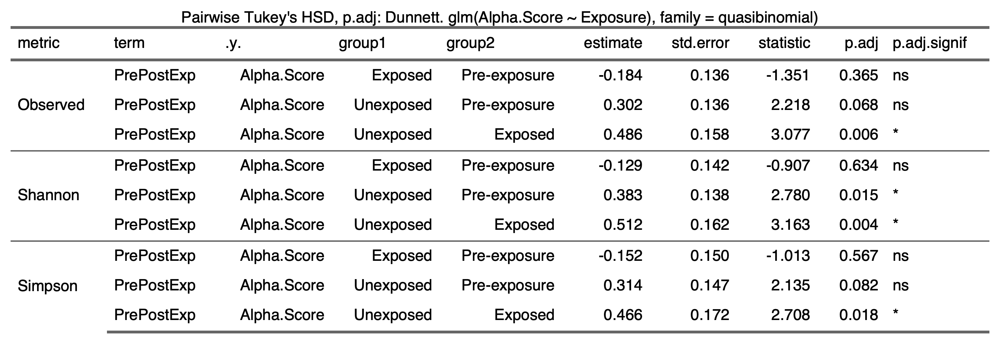 Pairwise Tukey's HSD, p.adj: Dunnett. glm(Alpha.Score ~ Exposure), family = quasibinomial)
metric term .y. group1 group2 estimate std.error statistic p.adj p.adj.signif
PrePostExp Alpha.Score Exposed Pre-exposure -0.184 0.136 -1.351 0.365 ns
Observed PrePostExp Alpha.Score Unexposed Pre-exposure 0.302 0.136 2.218 0.068 ns
PrePostExp Alpha.Score Unexposed Exposed 0.486 0.158 3.077 0.006 *
PrePostExp Alpha.Score Exposed Pre-exposure -0.129 0.142 -0.907 0.634 ns
Shannon PrePostExp Alpha.Score Unexposed Pre-exposure 0.383 0.138 2.780 0.015 *
PrePostExp Alpha.Score Unexposed Exposed 0.512 0.162 3.163 0.004 *
PrePostExp Alpha.Score Exposed Pre-exposure -0.152 0.150 -1.013 0.567 ns
Simpson PrePostExp Alpha.Score Unexposed Pre-exposure 0.314 0.147 2.135 0.082 ns
PrePostExp Alpha.Score Unexposed Exposed 0.466 0.172 2.708 0.018 *